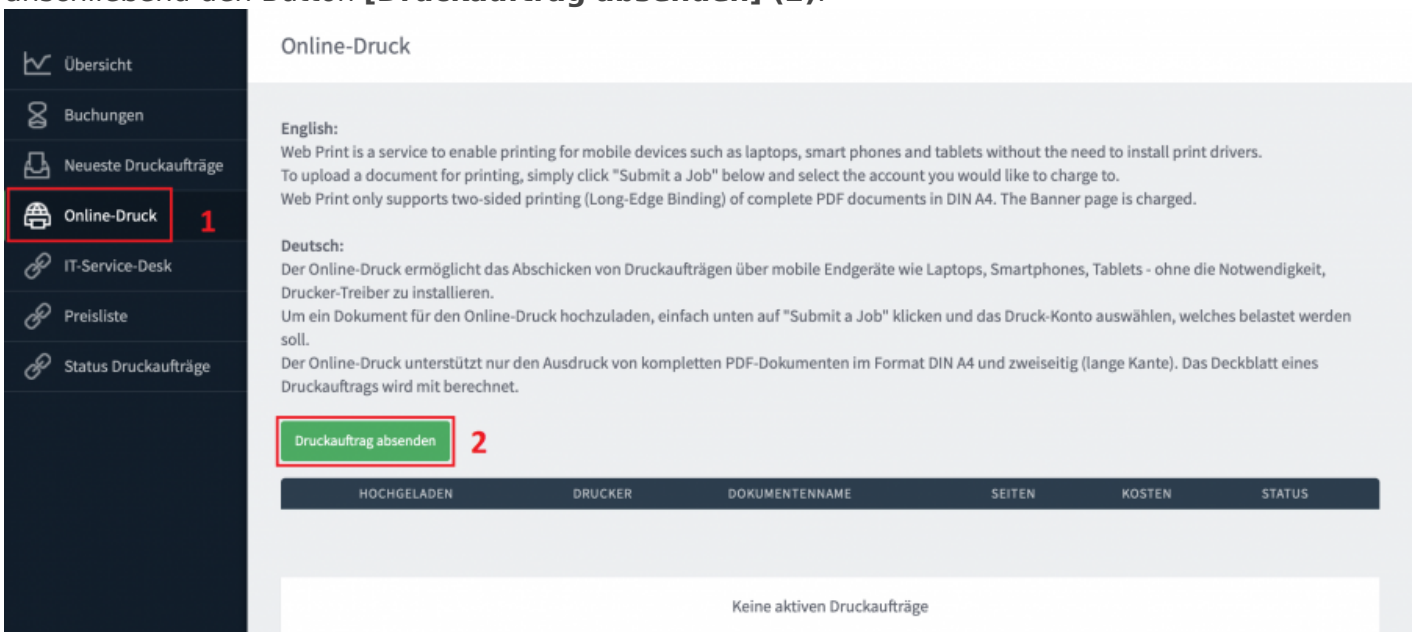 anschließend den Button [Druckauftrag absenden] (2).
Übersicht
Buchungen
Neueste Druckaufträge
Online-Druck 1
IT-Service-Desk
Preisliste
Status Druckaufträge
Online-Druck
English:
Web Print is a service to enable printing for mobile devices such as laptops, smart phones and tablets without the need to install print drivers.
To upload a document for printing, simply click "Submit a Job" below and select the account you would like to charge to.
Web Print only supports two-sided printing (Long-Edge Binding) of complete PDF documents in DIN A4. The Banner page is charged.
Deutsch:
Der Online-Druck ermöglicht das Abschicken von Druckaufträgen über mobile Endgeräte wie Laptops, Smartphones, Tablets - ohne die Notwendigkeit,
Drucker-Treiber zu installieren.
Um ein Dokument für den Online-Druck hochzuladen, einfach unten auf "Submit a Job" klicken und das Druck-Konto auswählen, welches belastet werden
soll.
Der Online-Druck unterstützt nur den Ausdruck von kompletten PDF-Dokumenten im Format DIN A4 und zweiseitig (lange Kante). Das Deckblatt eines
Druckauftrags wird mit berechnet.
Druckauftrag absenden 2
HOCHGELADEN DRUCKER DOKUMENTENNAME SEITEN KOSTEN STATUS
Keine aktiven Druckaufträge